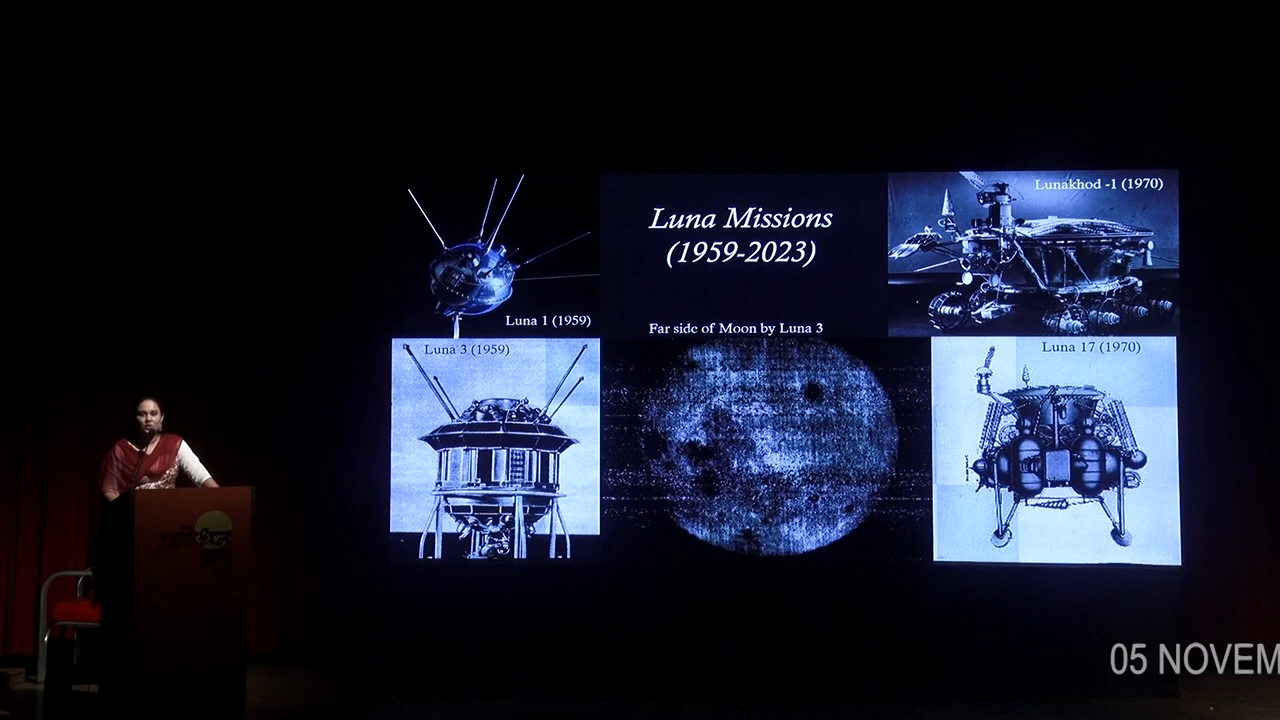 Luna Missions
(1959-2023)
Lunakhod -1 (1970)
Luna 1 (1959)
Far side of Moon by Luna 3
Luna 3 (1959)
Luna 17 (1970)
05 NOVEM